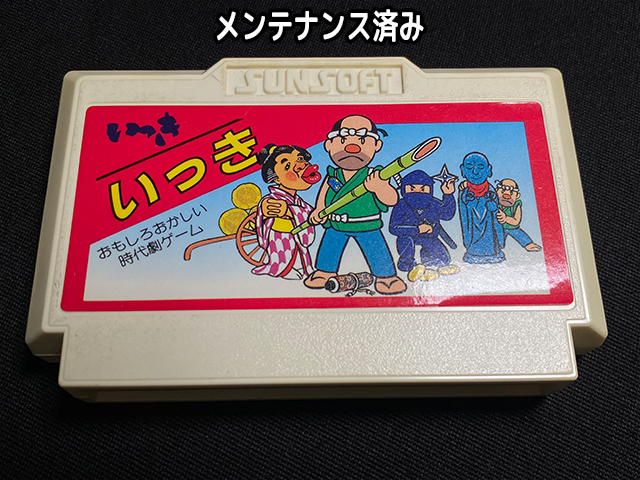 メンテナンス済み
SUNSOFT
いっき
いっき
おもしろおかしい
時代劇ゲーム